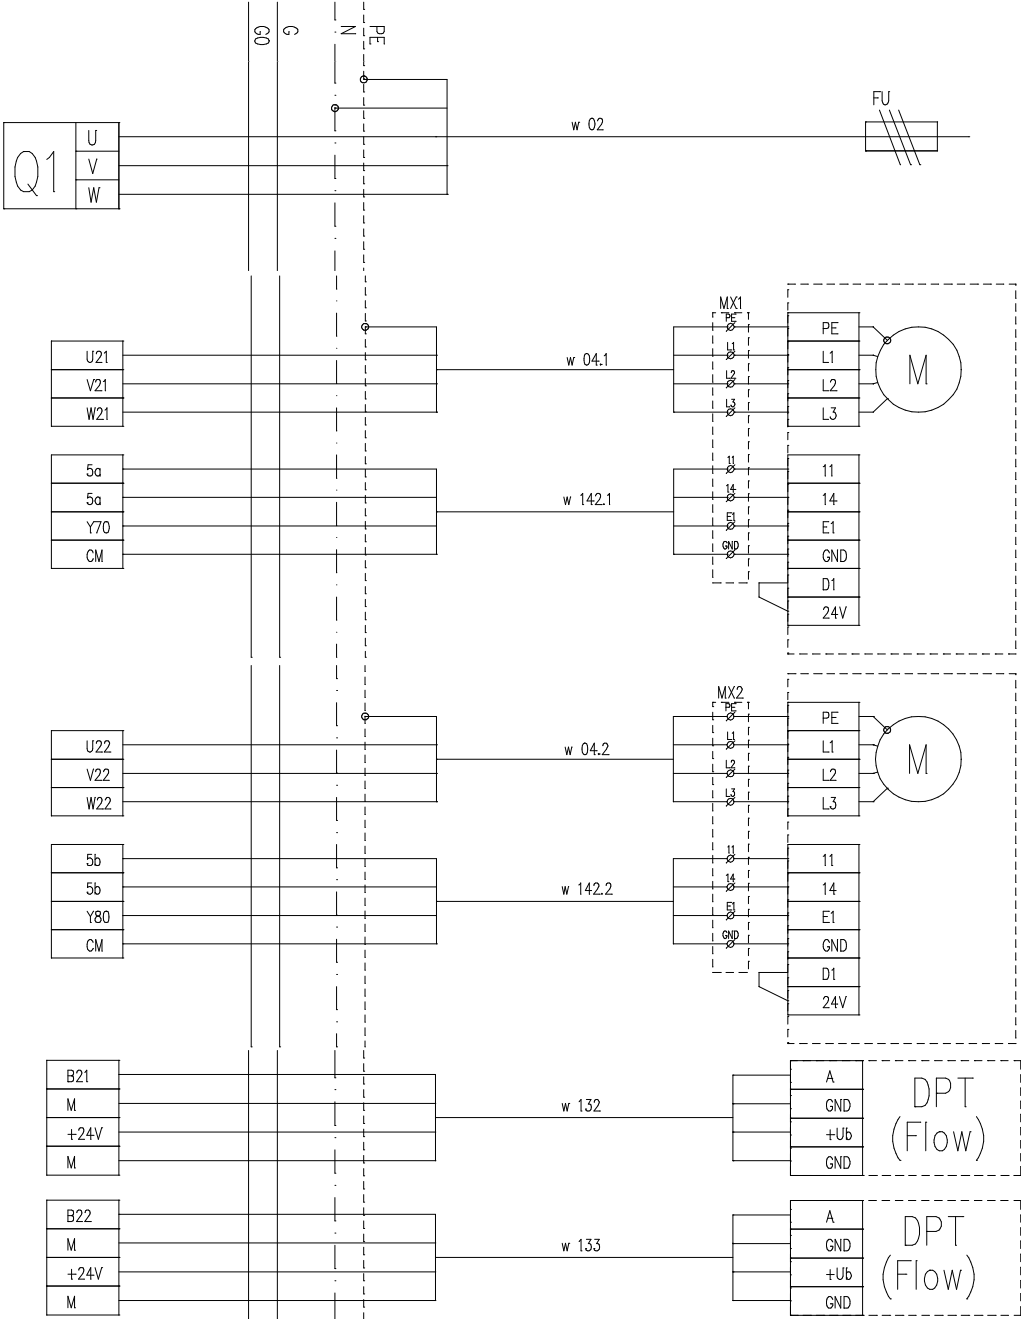 G0 G N PE
FU
w 02
Q1
U
V
W
MX1
PE PE
L1 L1
U21
w 04.1
M
V21
L2 L2
W21
L3 L3
5a
11 11
5a
w 142.1
14 14
Y70
E1 E1
CM
GND GND
D1
24V
MX2
PE PE
L1 L1
U22
w 04.2
M
V22
L2 L2
W22
L3 L3
5b
11 11
5b
w 142.2
14 14
Y80
E1 E1
CM
GND GND
D1
24V
B21
M
+24V
M
w 132
A
GND
+Ub
GND
DPT
(Flow)
B22
M
+24V
M
w 133
A
GND
+Ub
GND
DPT
(Flow)